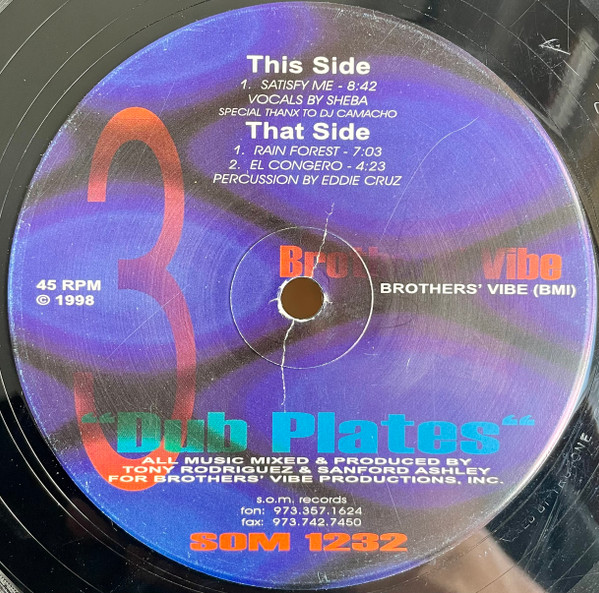 This Side
1. SATISFY ME - 8:42
VOCALS BY SHEBA
SPECIAL THANX TO DJ CAMACHO
That Side
1. RAIN FOREST - 7:03
2. EL CONGERO - 4:23
PERCUSSION BY EDDIE CRUZ
3
Broth Vibe
45 RPM
© 1998
BROTHERS' VIBE (BMI)
“Dub Plates“
ALL MUSIC MIXED & PRODUCED BY
TONY RODRIGUEZ & SANFORD ASHLEY
FOR BROTHERS' VIBE PRODUCTIONS, INC.
s.o.m. records
fon: 973.357.1624
fax: 973.742.7450
SOM 1232